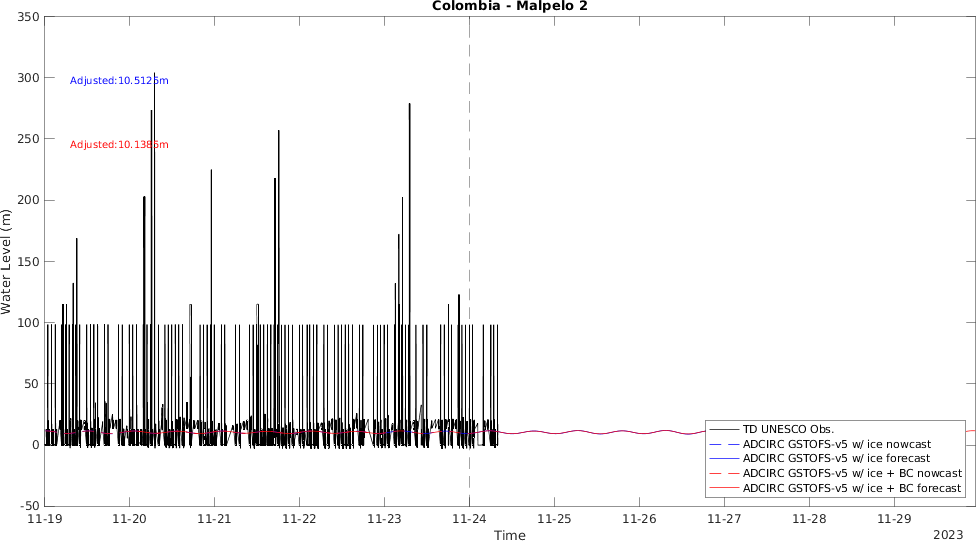 Colombia - Malpelo 2
350
300
250
200
150
100
50
0
-50
Water Level (m)
Adjusted:10.5125m
Adjusted:10.1385m
TD UNESCO Obs.
ADCIRC GSTOFS-v5 w/ ice nowcast
ADCIRC GSTOFS-v5 w/ ice forecast
ADCIRC GSTOFS-v5 w/ ice + BC nowcast
ADCIRC GSTOFS-v5 w/ ice + BC forecast
11-19 11-20 11-21 11-22 11-23 11-24 11-25 11-26 11-27 11-28 11-29
Time
2023